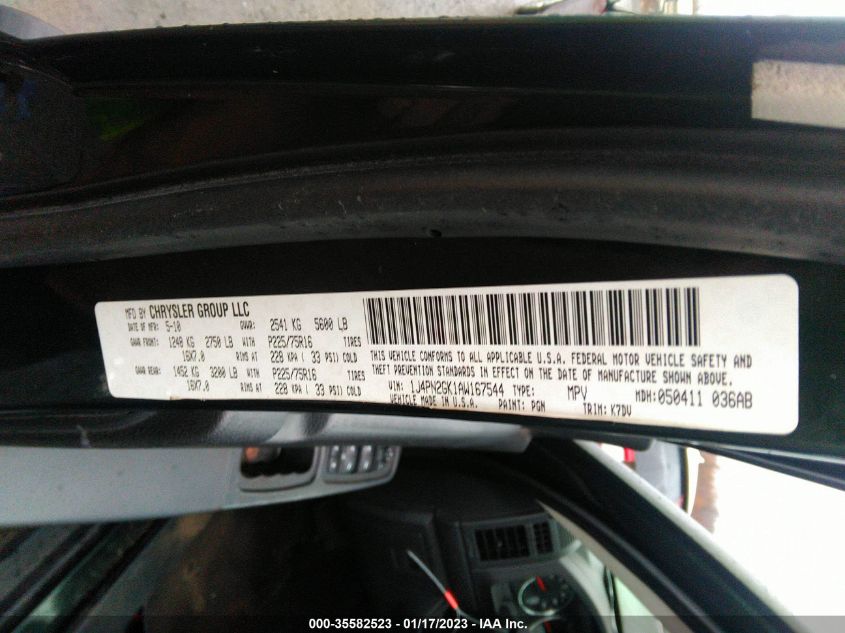 MFD BY CHRYSLER GROUP LLC
DATE OF MFR: 5-10 GVWR: 2541 KG 5600 LB
GAWR FRONT: 1248 KG 2750 LB WITH P225/75R16 TIRES
16X7.0 RIMS AT 228 KPA ( 33 PSI) COLD
GAWR REAR: 1452 KG 3200 LB WITH P225/75R16 TIRES
16X7.0 RIMS AT 228 KPA ( 33 PSI) COLD
THIS VEHICLE CONFORMS TO ALL APPLICABLE U.S.A. FEDERAL MOTOR VEHICLE SAFETY AND
THEFT PREVENTION STANDARDS IN EFFECT ON THE DATE OF MANUFACTURE SHOWN ABOVE.
VIN: 1J4PN2GK1AW167544 TYPE: MPV MDH: 050411 036AB
VEHICLE MADE IN U.S.A. PAINT: PGN TRIM: K7DV
000-35582523 - 01/17/2023 - IAA Inc.